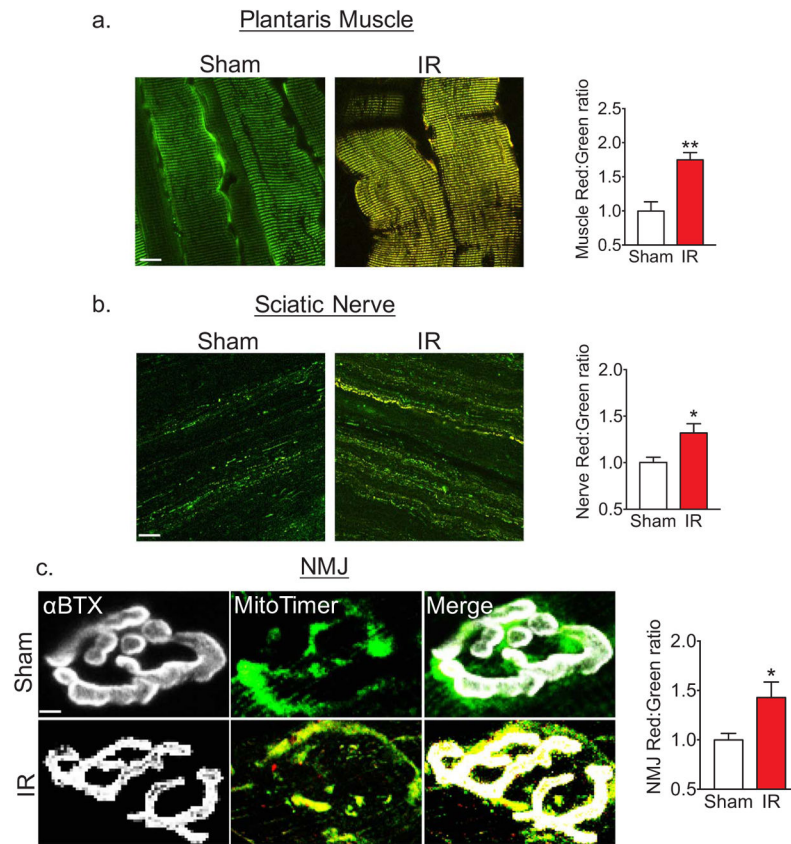 a.
Plantaris Muscle
Sham
IR
Muscle Red:Green ratio
2.0
1.5
1.0
0.5
**
Sham
IR
b.
Sciatic Nerve
Sham
IR
Nerve Red:Green ratio
2.0
1.5
1.0
0.5
*
Sham
IR
c.
NMJ
αBTX
MitoTimer
Merge
Sham
IR
NMJ Red:Green ratio
2.0
1.5
1.0
0.5
*
Sham
IR